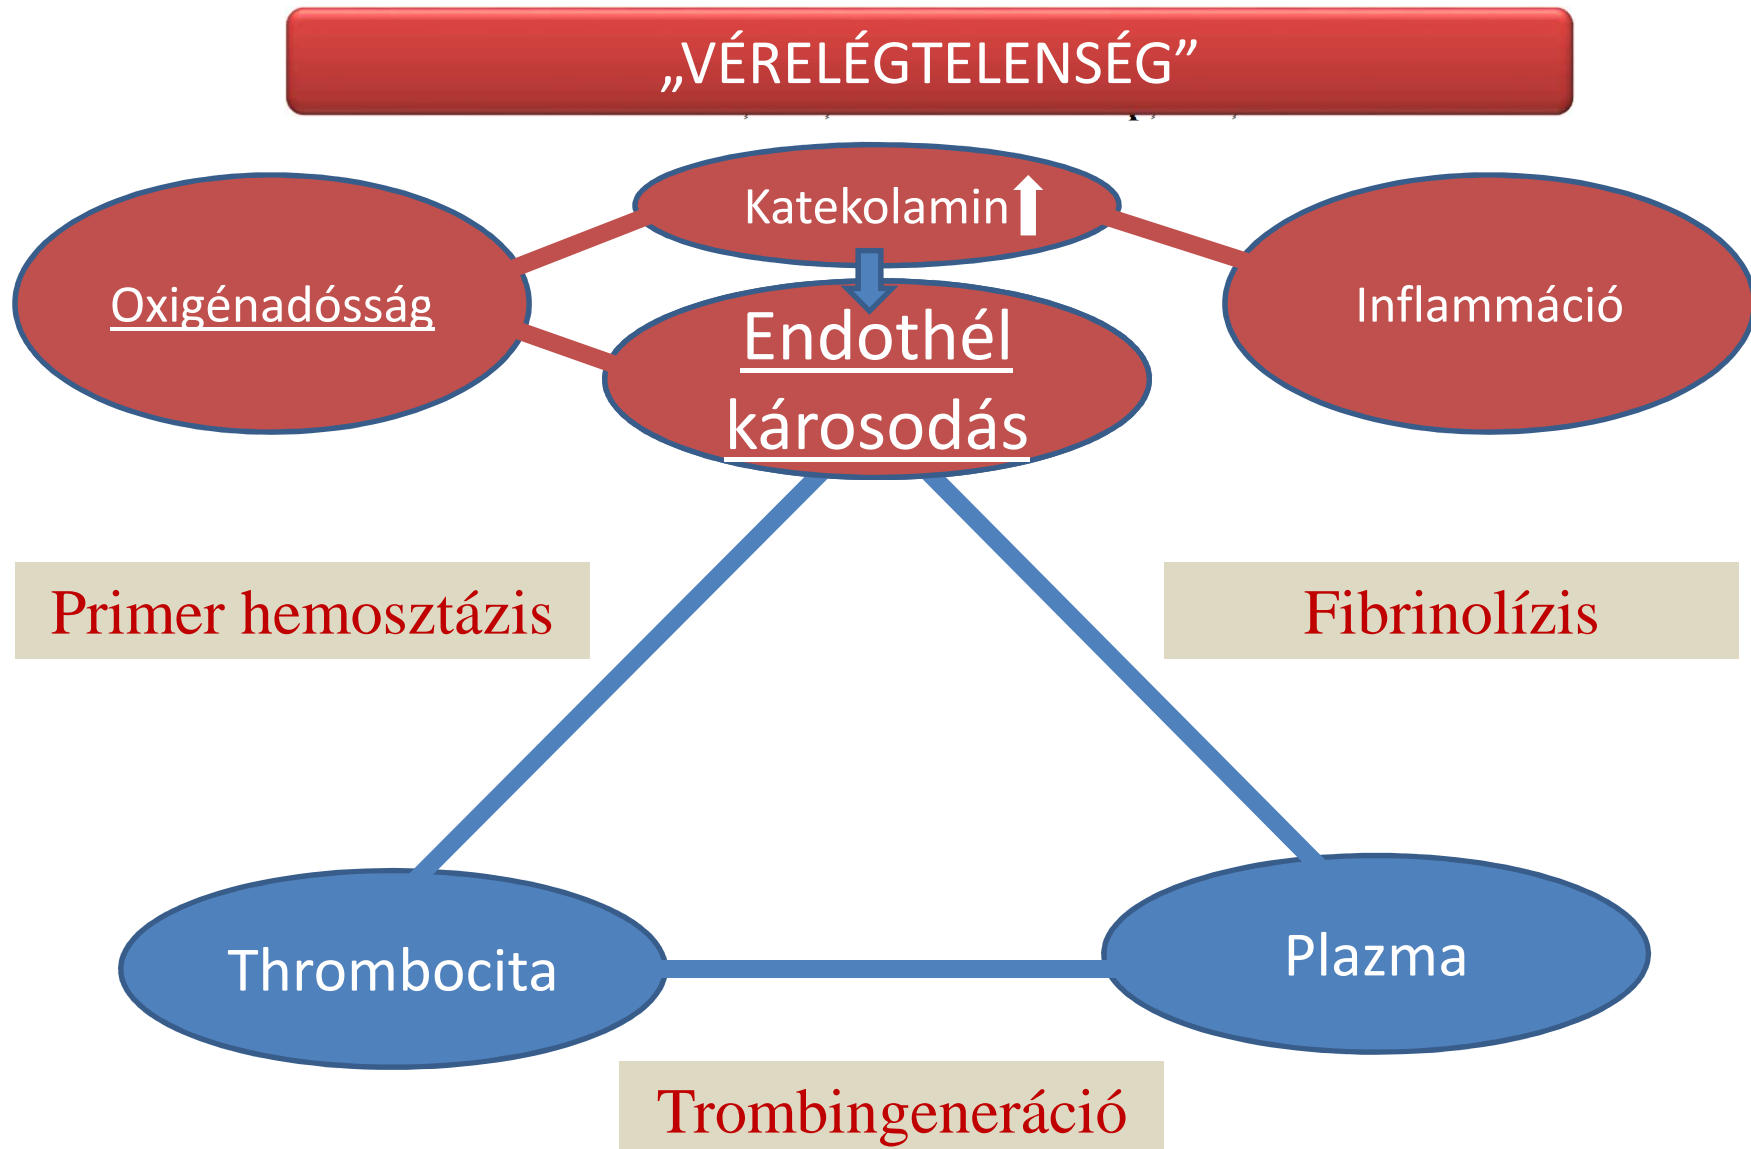 „VÉRELÉGTELENSÉG”
Katekolamin
Oxigénadósság
Inflammáció
Endothél
károsodás
Primer hemosztázis
Fibrinolízis
Thrombocita
Plazma
Trombingeneráció